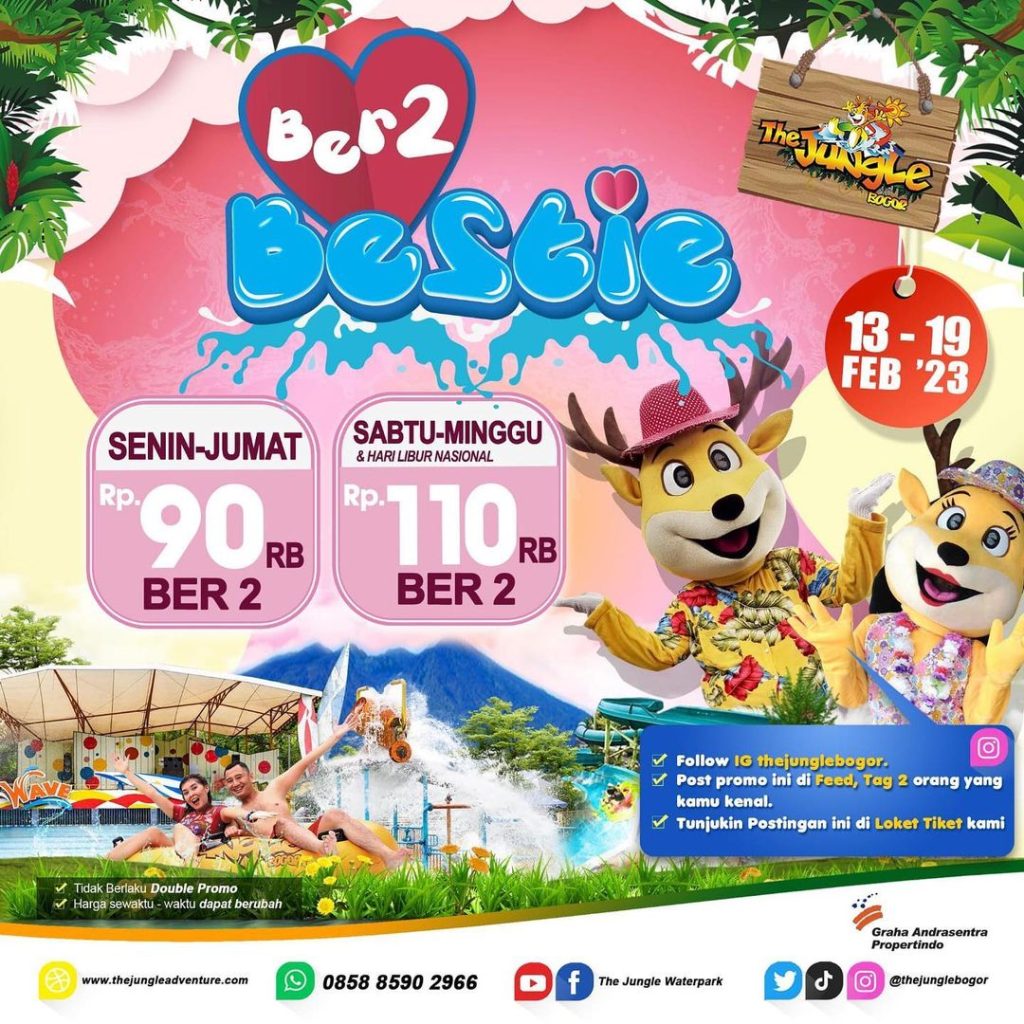 Ber2
Bestie
The JUNGLE
BOGOR
13 - 19
FEB '23
SENIN-JUMAT
Rp. 90 RB
BER 2
SABTU-MINGGU
& HARI LIBUR NASIONAL
Rp. 110 RB
BER 2
WAVE
Follow IG thejunglebogor.
Post promo ini di Feed, Tag 2 orang yang
kamu kenal.
Tunjukin Postingan ini di Loket Tiket kami
Tidak Berlaku Double Promo
Harga sewaktu - waktu dapat berubah
Graha Andrasentra
Propertindo
www.thejungleadventure.com
0858 8590 2966
The Jungle Waterpark
@thejunglebogor